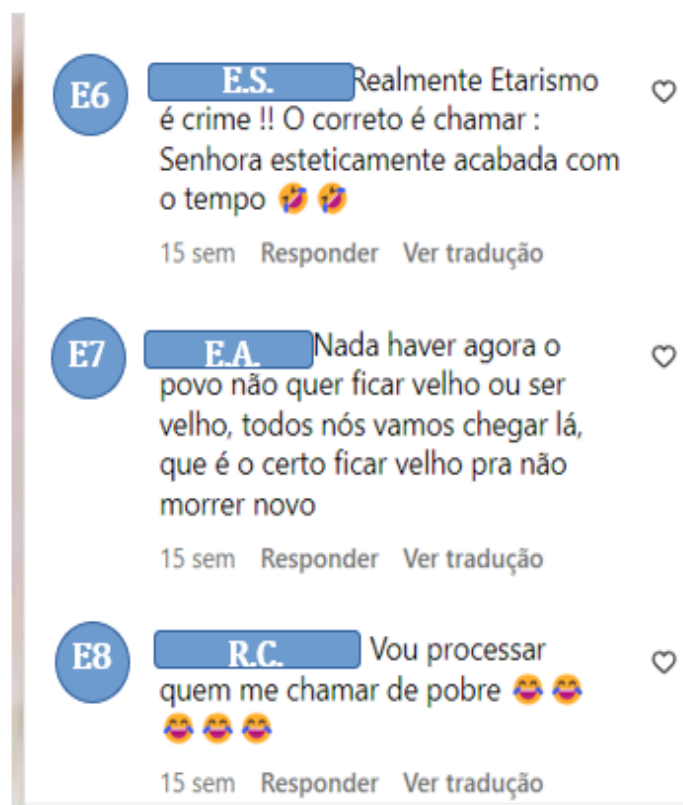 E6 E.S. Realmente Etarismo
é crime !! O correto é chamar :
Senhora esteticamente acabada com
o tempo 🤣 🤣
15 sem Responder Ver tradução
E7 E.A. Nada haver agora o
povo não quer ficar velho ou ser
velho, todos nós vamos chegar lá,
que é o certo ficar velho pra não
morrer novo
15 sem Responder Ver tradução
E8 R.C. Vou processar
quem me chamar de pobre 😂 😂
😂 😂 😂
15 sem Responder Ver tradução